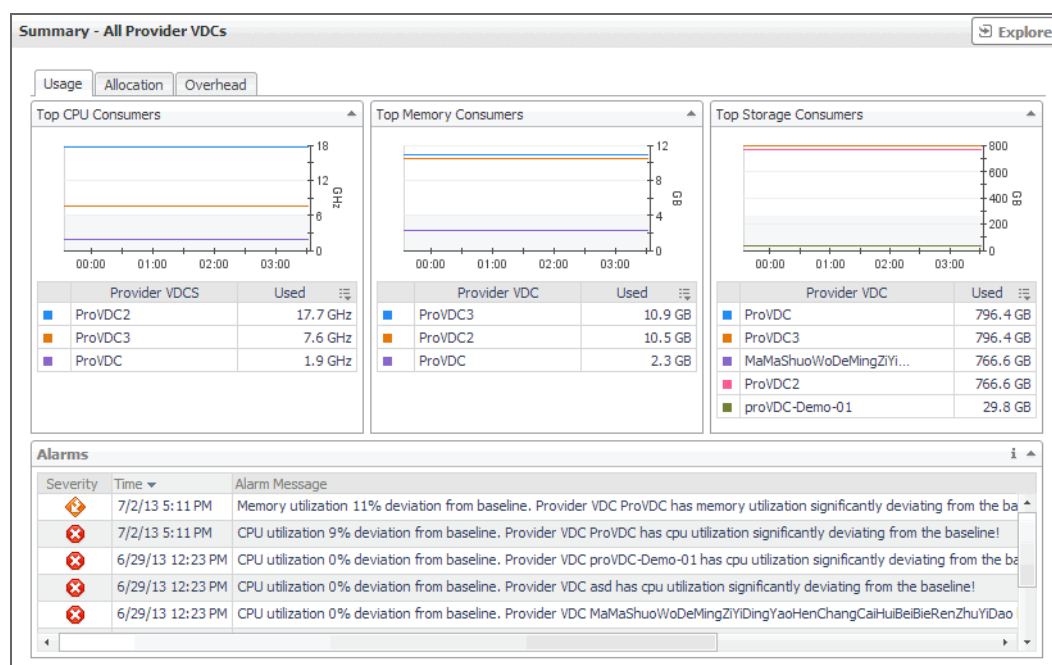 Summary - All Provider VDCs
Explore
Usage Allocation Overhead
Top CPU Consumers
18
12
6
0
GHz
00:00 01:00 02:00 03:00
Provider VDCS Used
ProVDC2 17.7 GHz
ProVDC3 7.6 GHz
ProVDC 1.9 GHz
Top Memory Consumers
12
8
4
0
GB
00:00 01:00 02:00 03:00
Provider VDC Used
ProVDC3 10.9 GB
ProVDC2 10.5 GB
ProVDC 2.3 GB
Top Storage Consumers
800
600
400
200
0
GB
00:00 01:00 02:00 03:00
Provider VDC Used
ProVDC 796.4 GB
ProVDC3 796.4 GB
MaMaShuoWoDeMingZiYi... 766.6 GB
ProVDC2 766.6 GB
proVDC-Demo-01 29.8 GB
Alarms
Severity Time Alarm Message
7/2/13 5:11 PM Memory utilization 11% deviation from baseline. Provider VDC ProVDC has memory utilization significantly deviating from the ba
7/2/13 5:11 PM CPU utilization 9% deviation from baseline. Provider VDC ProVDC has cpu utilization significantly deviating from the baseline!
6/29/13 12:23 PM CPU utilization 0% deviation from baseline. Provider VDC proVDC-Demo-01 has cpu utilization significantly deviating from the ba
6/29/13 12:23 PM CPU utilization 0% deviation from baseline. Provider VDC asd has cpu utilization significantly deviating from the baseline!
6/29/13 12:23 PM CPU utilization 0% deviation from baseline. Provider VDC MaMaShuoWoDeMingZiYiDingYaoHenChangCaiHuiBeiBieRenZhuYiDao